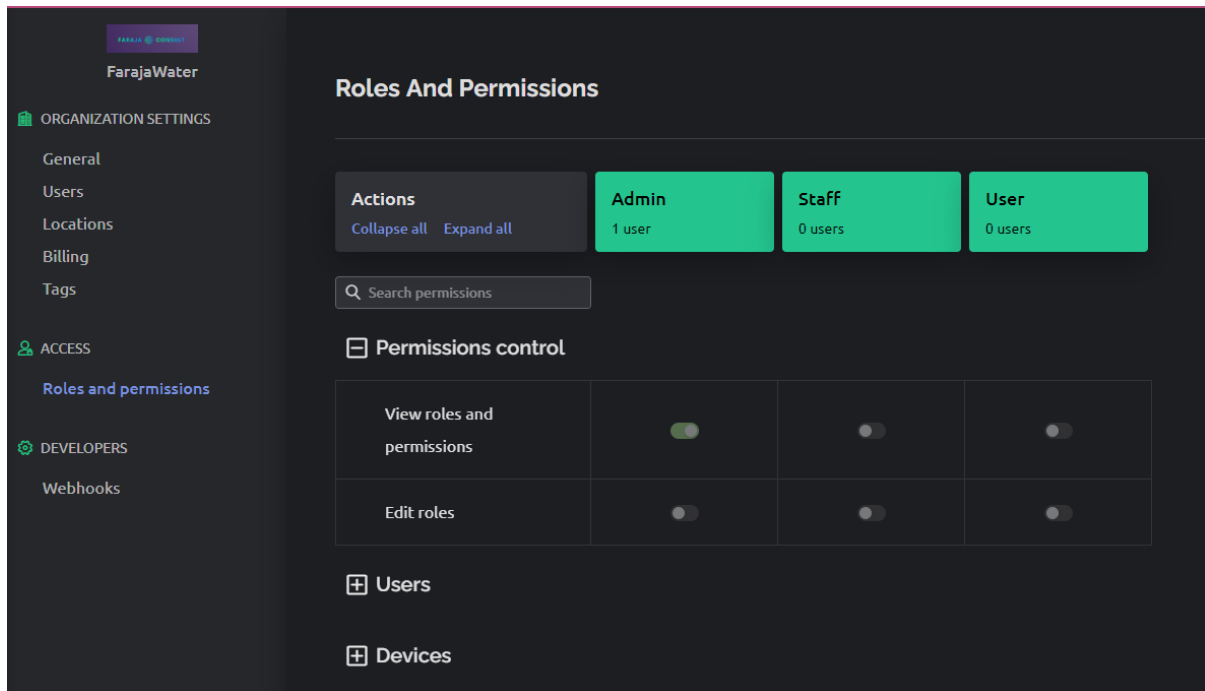 FARAJA CONNECT
FarajaWater
ORGANIZATION SETTINGS
General
Users
Locations
Billing
Tags
ACCESS
Roles and permissions
DEVELOPERS
Webhooks
Roles And Permissions
Actions
Collapse all Expand all
Admin
1 user
Staff
0 users
User
0 users
Search permissions
Permissions control
View roles and
permissions
Edit roles
Users
Devices